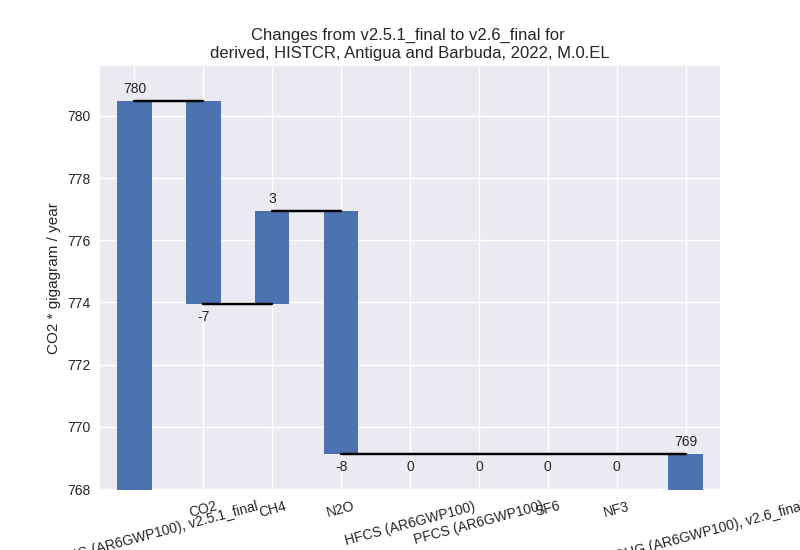 Changes from v2.5.1_final to v2.6_final for
derived, HISTCR, Antigua and Barbuda, 2022, M.0.EL
CO2 * gigagram / year
780
778
776
774
772
770
768
780
-7
3
-8
0
0
0
0
769
(AR6GWP100), v2.5.1_final
CO2
CH4
N2O
HFCS (AR6GWP100)
PFCS (AR6GWP100)
SF6
NF3
(AR6GWP100), v2.6_final